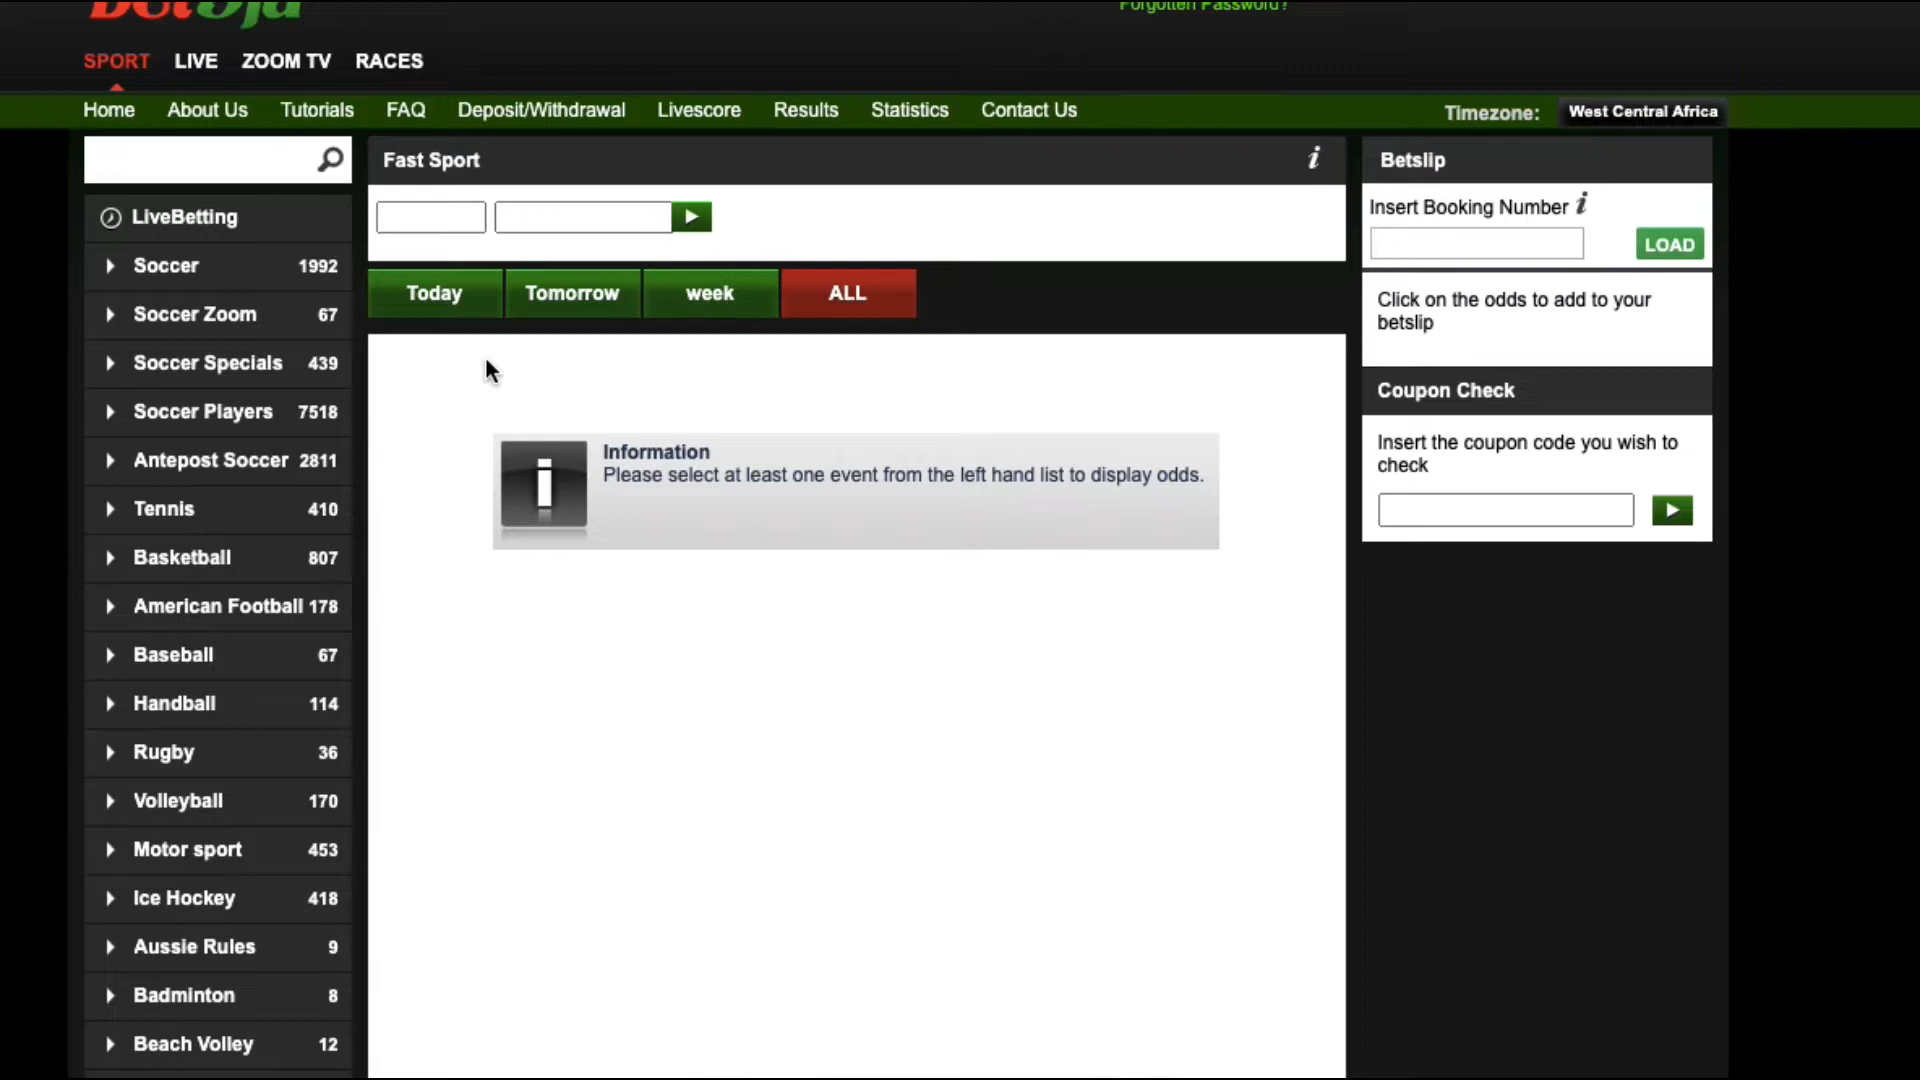 Forgotten Password?
SPORT LIVE ZOOM TV RACES
Home About Us Tutorials FAQ Deposit/Withdrawal Livescore Results Statistics Contact Us Timezone: West Central Africa
Fast Sport
Betslip
LiveBetting
Insert Booking Number i
LOAD
Soccer 1992
Soccer Zoom 67
Soccer Specials 439
Soccer Players 7518
Antepost Soccer 2811
Tennis 410
Basketball 807
American Football 178
Baseball 67
Handball 114
Rugby 36
Volleyball 170
Motor sport 453
Ice Hockey 418
Aussie Rules 9
Badminton 8
Beach Volley 12
Today Tomorrow week ALL
Information
Please select at least one event from the left hand list to display odds.
Click on the odds to add to your
betslip
Coupon Check
Insert the coupon code you wish to
check